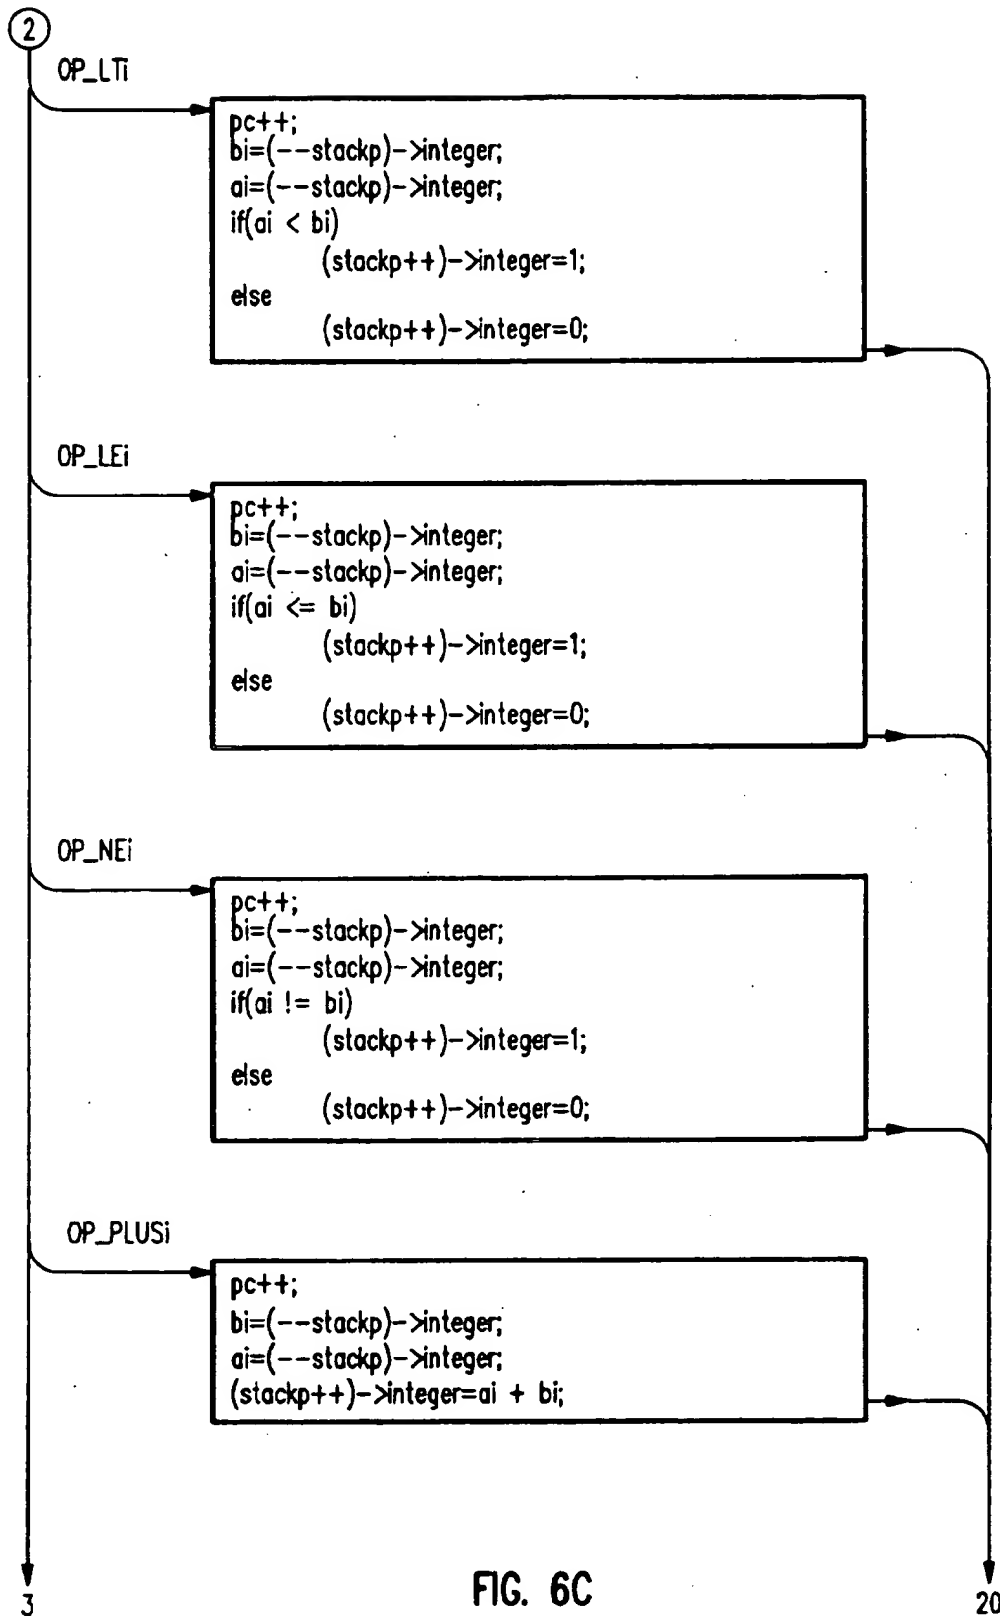 2
OP_LTi
pc++;
bi=(--stackp)->integer;
ai=(--stackp)->integer;
if(ai < bi)
(stackp++)->integer=1;
else
(stackp++)->integer=0;
OP_LEi
pc++;
bi=(--stackp)->integer;
ai=(--stackp)->integer;
if(ai <= bi)
(stackp++)->integer=1;
else
(stackp++)->integer=0;
OP_NEi
pc++;
bi=(--stackp)->integer;
ai=(--stackp)->integer;
if(ai != bi)
(stackp++)->integer=1;
else
(stackp++)->integer=0;
OP_PLUSi
pc++;
bi=(--stackp)->integer;
ai=(--stackp)->integer;
(stackp++)->integer=ai + bi;
3
FIG. 6C
20